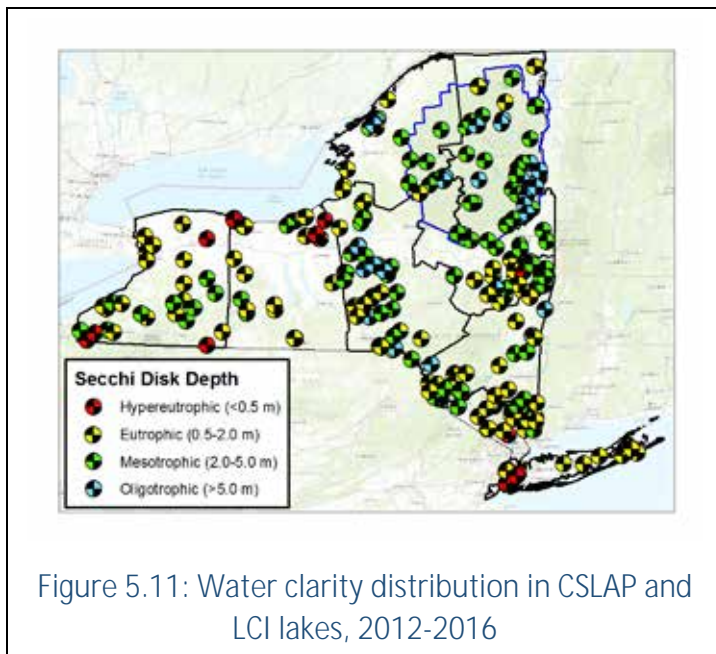 Secchi Disk Depth
Hypereutrophic (<0.5 m)
Eutrophic (0.5-2.0 m)
Mesotrophic (2.0-5.0 m)
Oligotrophic (>5.0 m)
Figure 5.11: Water clarity distribution in CSLAP and
LCI lakes, 2012-2016